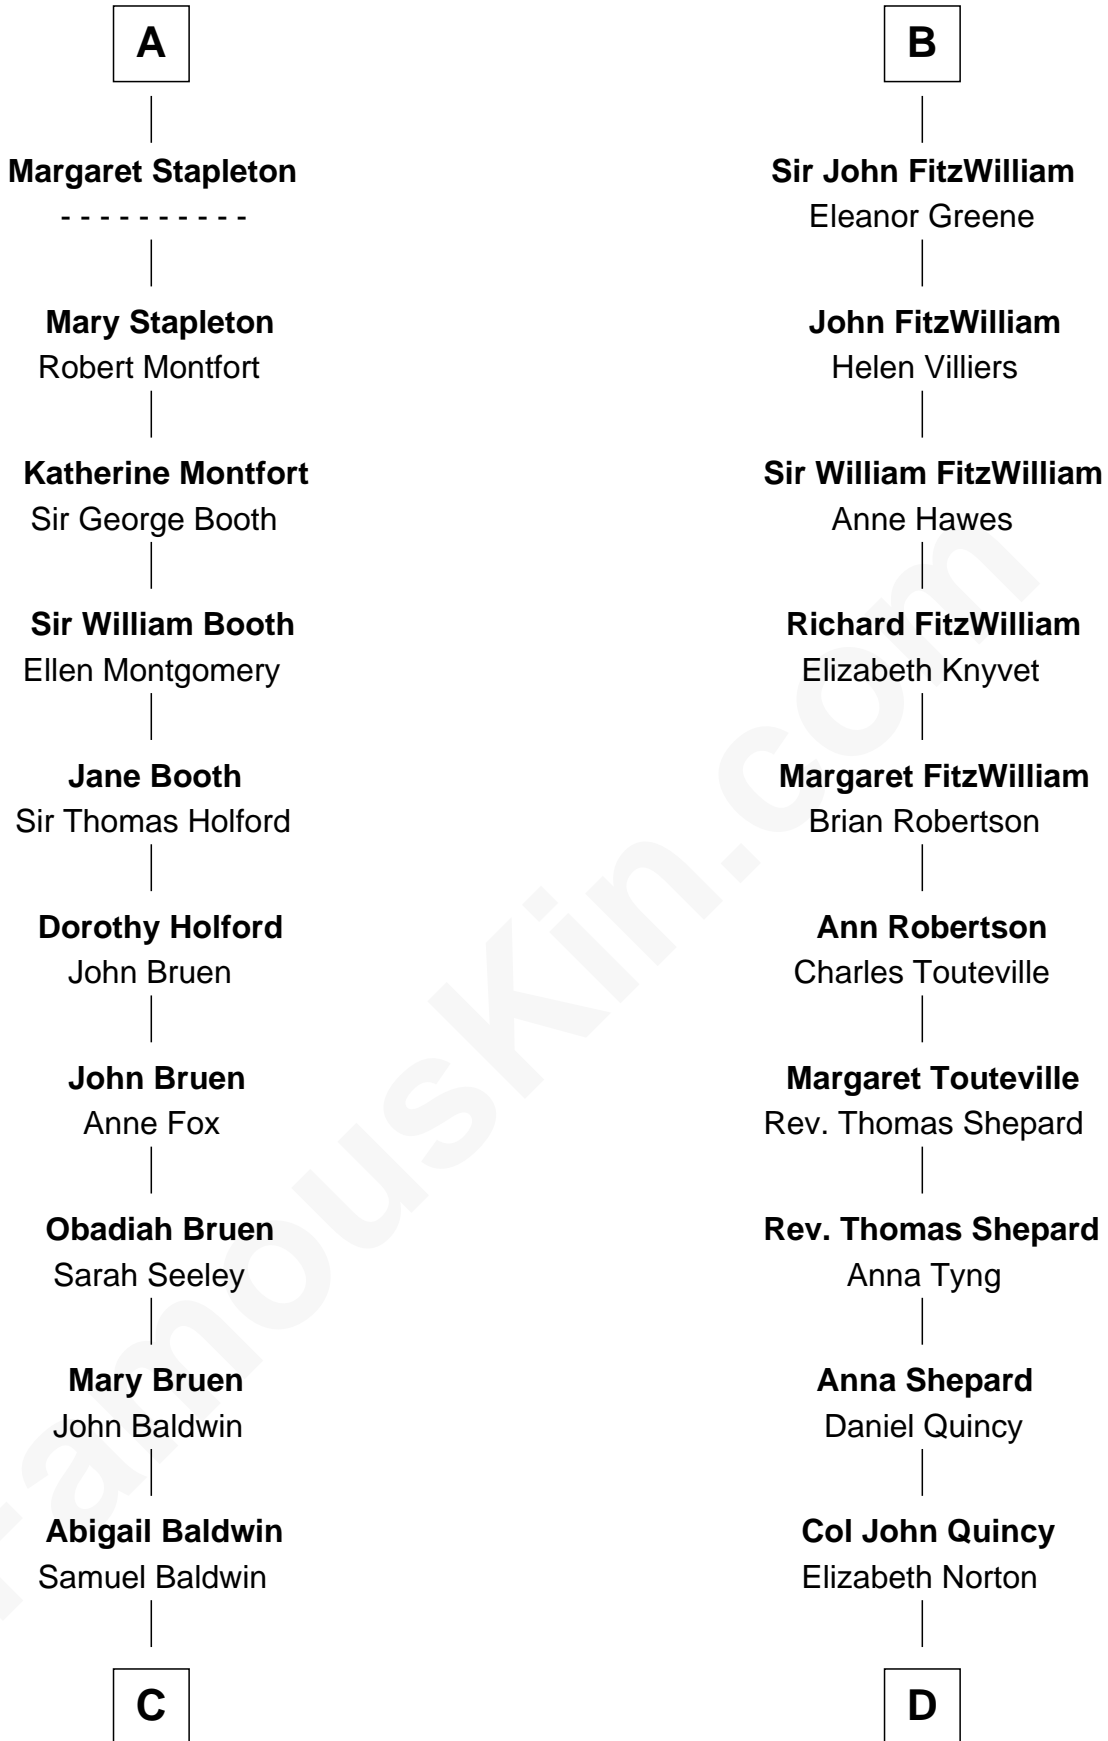 A
Margaret Stapleton
- - - - - - - - - -
Mary Stapleton
Robert Montfort
Katherine Montfort
Sir George Booth
Sir William Booth
Ellen Montgomery
Jane Booth
Sir Thomas Holford
Dorothy Holford
John Bruen
John Bruen
Anne Fox
Obadiah Bruen
Sarah Seeley
Mary Bruen
John Baldwin
Abigail Baldwin
Samuel Baldwin
C
B
Sir John FitzWilliam
Eleanor Greene
John FitzWilliam
Helen Villiers
Sir William FitzWilliam
Anne Hawes
Richard FitzWilliam
Elizabeth Knyvet
Margaret FitzWilliam
Brian Robertson
Ann Robertson
Charles Touteville
Margaret Touteville
Rev. Thomas Shepard
Rev. Thomas Shepard
Anna Tyng
Anna Shepard
Daniel Quincy
Col John Quincy
Elizabeth Norton
D
FamousKin.com